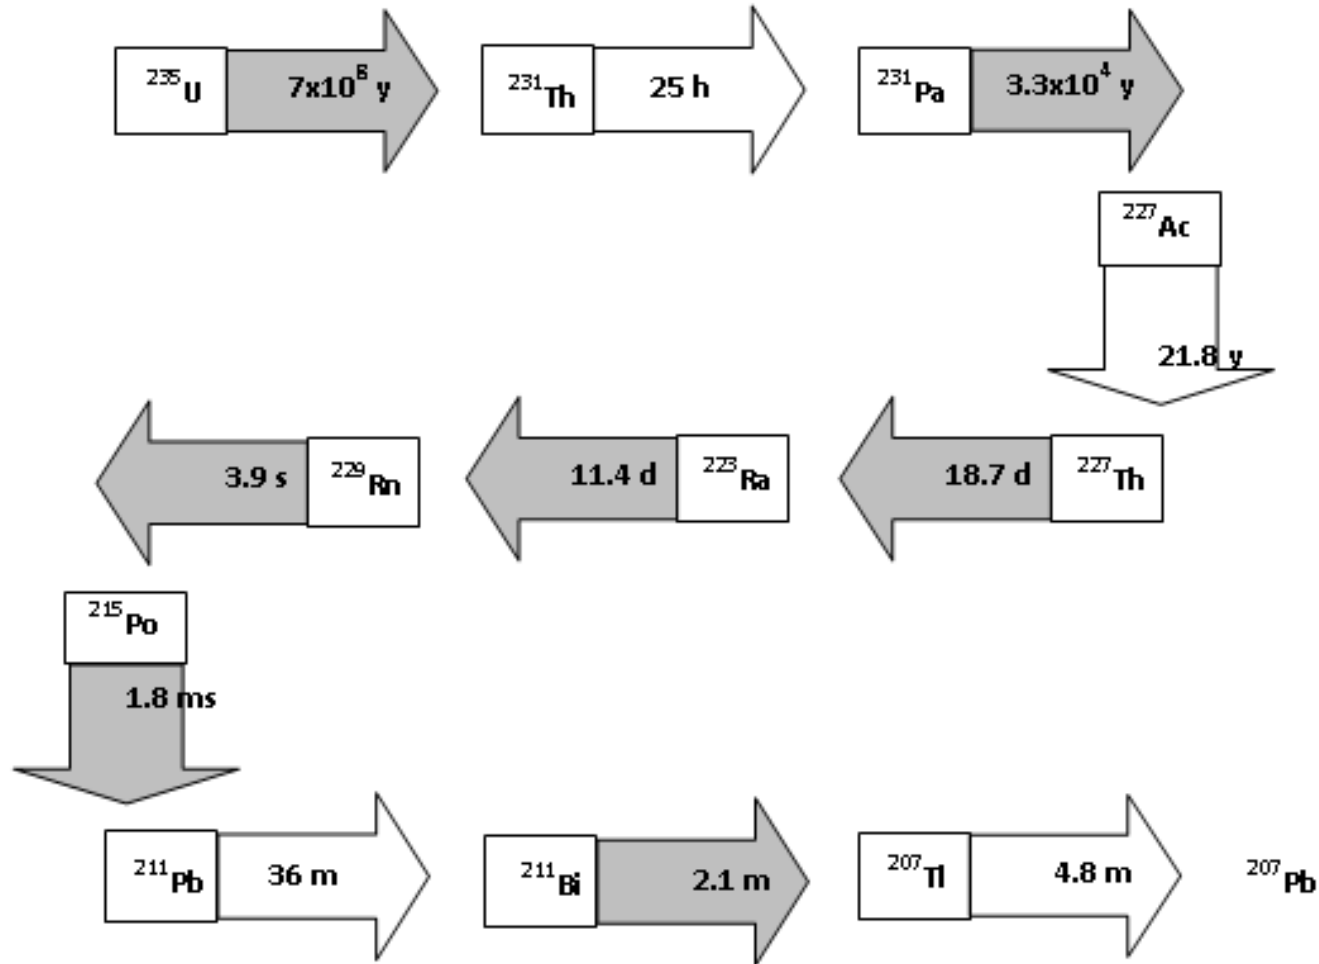 ²³⁵U 7x10⁸ y ²³¹Th 25 h ²³¹Pa 3.3x10⁴ y
²²⁷Ac
21.8 y
3.9 s ²²⁹Rn 11.4 d ²²³Ra 18.7 d ²²⁷Th
²¹⁵Po
1.8 ms
²¹¹Pb 36 m ²¹¹Bi 2.1 m ²⁰⁷Tl 4.8 m ²⁰⁷Pb